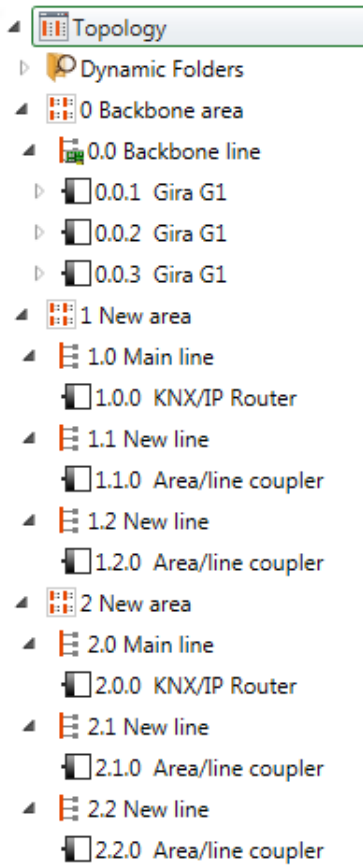 Topology
Dynamic Folders
0 Backbone area
0.0 Backbone line
0.0.1 Gira G1
0.0.2 Gira G1
0.0.3 Gira G1
1 New area
1.0 Main line
1.0.0 KNX/IP Router
1.1 New line
1.1.0 Area/line coupler
1.2 New line
1.2.0 Area/line coupler
2 New area
2.0 Main line
2.0.0 KNX/IP Router
2.1 New line
2.1.0 Area/line coupler
2.2 New line
2.2.0 Area/line coupler